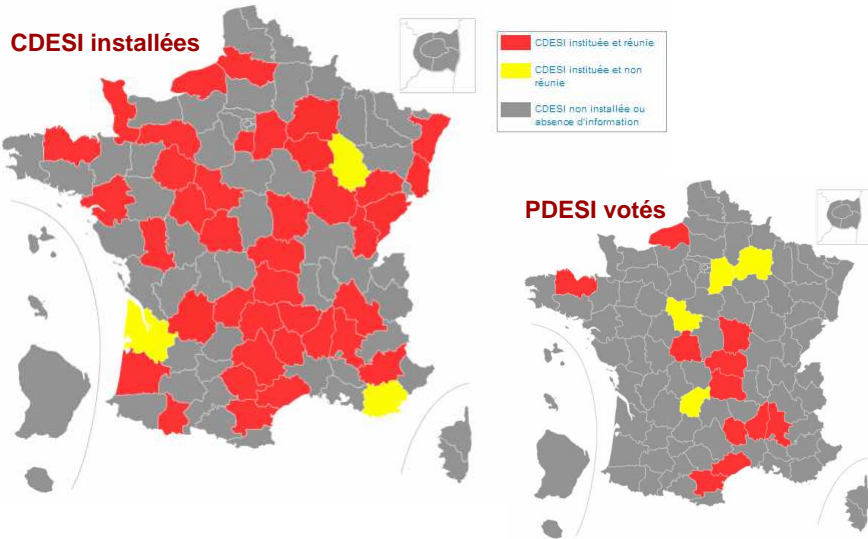 CDESI installées
CDESI instituée et réunie
CDESI instituée et non
réunie
CDESI non installée ou
absence d'information
PDESI votés